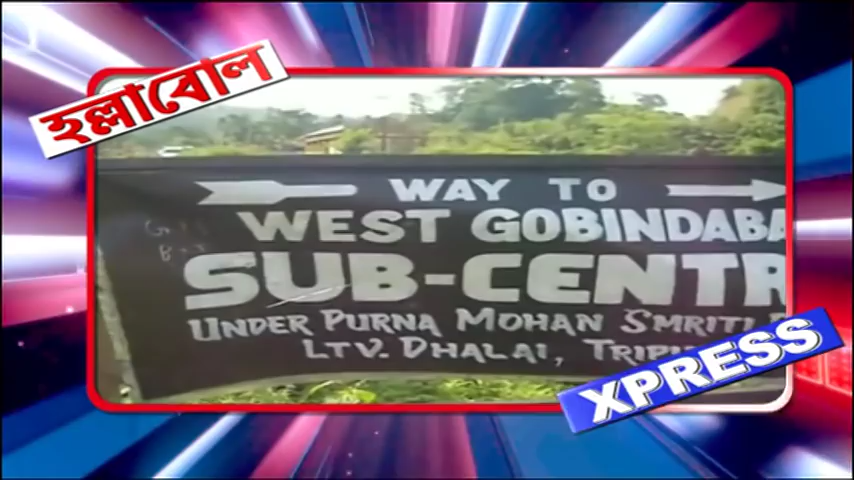 হল্লাবোল
WAY TO
WEST GOBINDABA
SUB-CENTR
UNDER PURNA MOHAN SMRITI
LTV. DHALAI, TRIPU
XPRESS